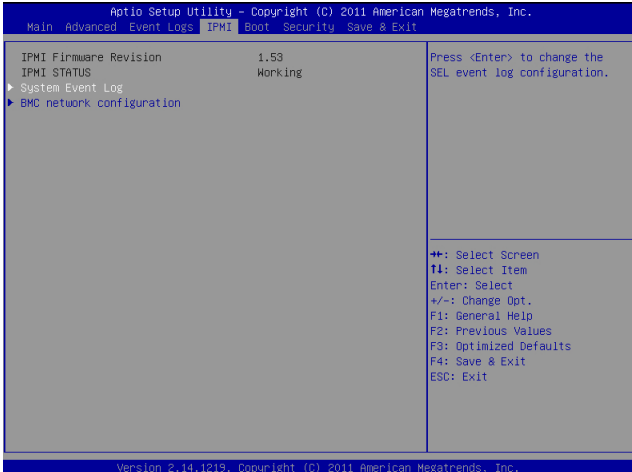 Aptio Setup Utility – Copyright (C) 2011 American Megatrends, Inc.
Main Advanced Event Logs IPMI Boot Security Save & Exit
IPMI Firmware Revision 1.53
IPMI STATUS Working
▶ System Event Log
▶ BMC network configuration
Press <Enter> to change the
SEL event log configuration.
→←: Select Screen
↑↓: Select Item
Enter: Select
+/-: Change Opt.
F1: General Help
F2: Previous Values
F3: Optimized Defaults
F4: Save & Exit
ESC: Exit
Version 2.14.1219. Copyright (C) 2011 American Megatrends, Inc.